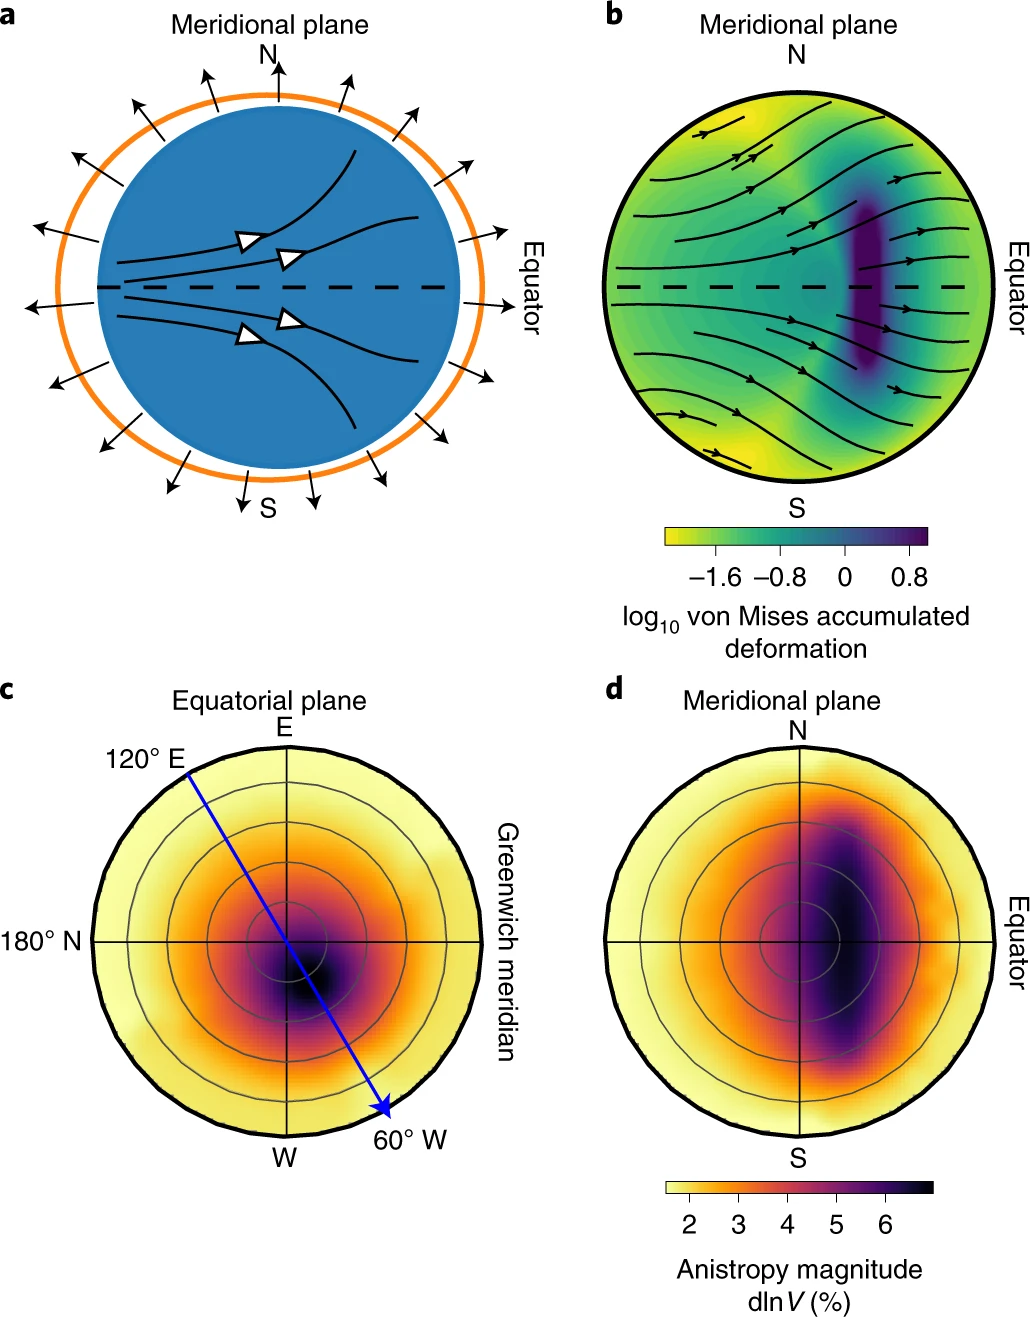 a
Meridional plane
N
Equator
S
b
Meridional plane
N
Equator
S
−1.6 −0.8 0 0.8
log10 von Mises accumulated
deformation
c
Equatorial plane
E
120° E
180° N
Greenwich meridian
60° W
W
d
Meridional plane
N
Equator
S
2 3 4 5 6
Anistropy magnitude
dlnV (%)